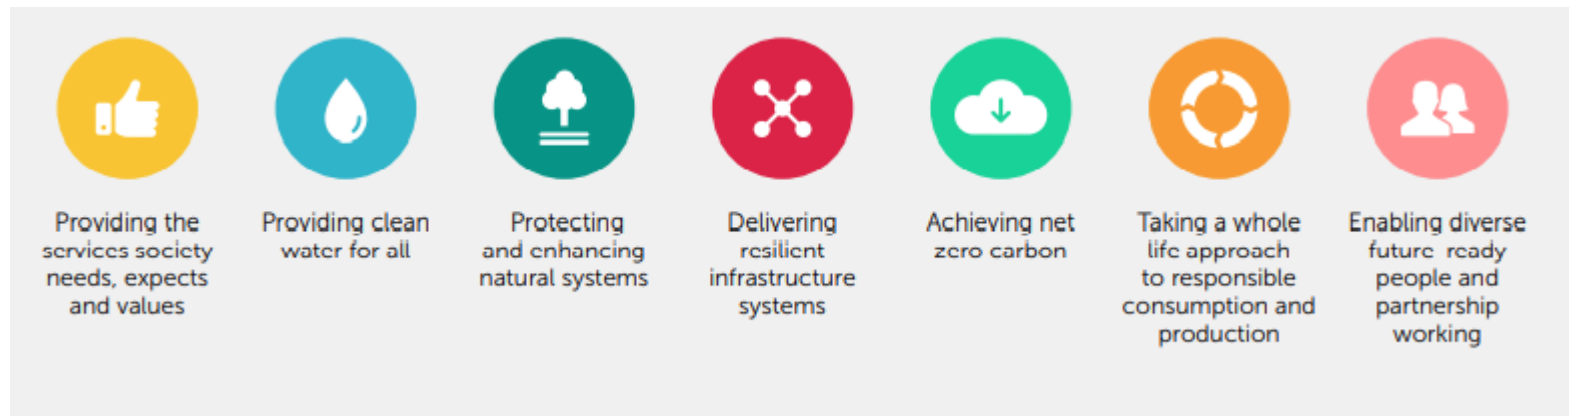 Providing the
services society
needs, expects
and values
Providing clean
water for all
Protecting
and enhancing
natural systems
Delivering
resilient
infrastructure
systems
Achieving net
zero carbon
Taking a whole
life approach
to responsible
consumption and
production
Enabling diverse
future-ready
people and
partnership
working